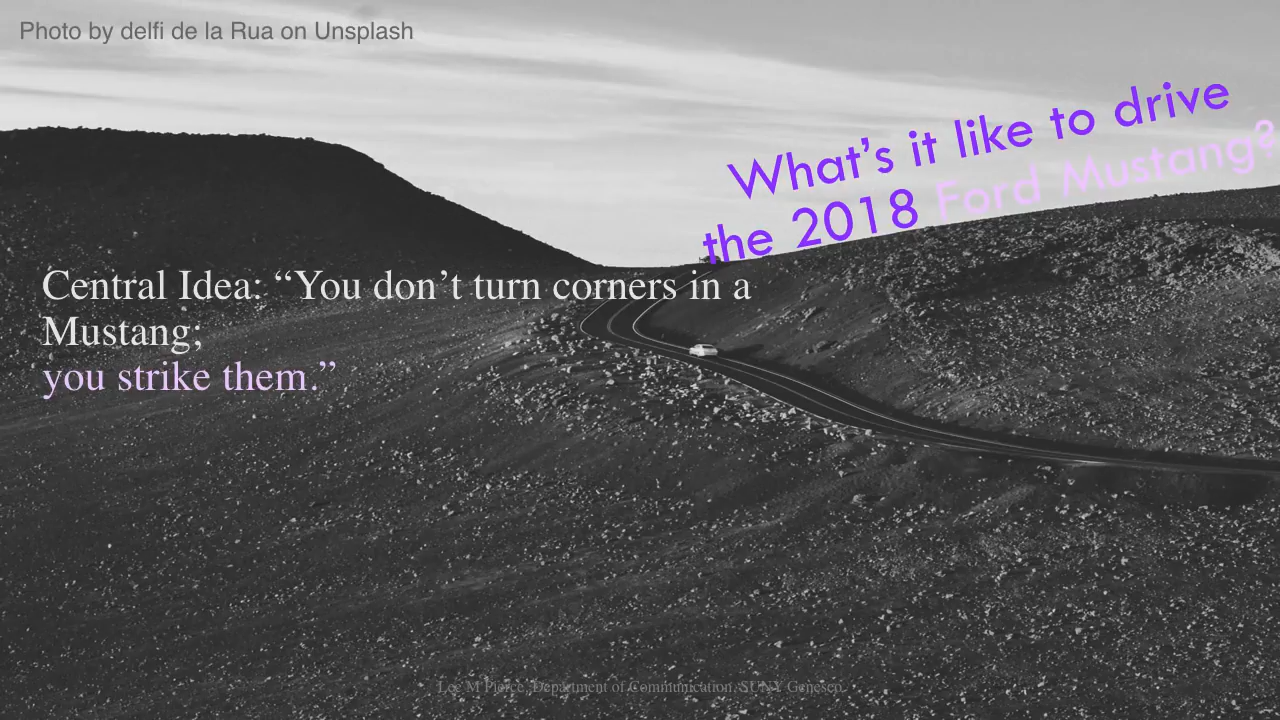 Photo by delfi de la Rua on Unsplash
What’s it like to drive
the 2018 Ford Mustang?
Central Idea: “You don’t turn corners in a
Mustang;
you strike them.”
Lee M Pierce, Department of Communication, SUNY Geneseo